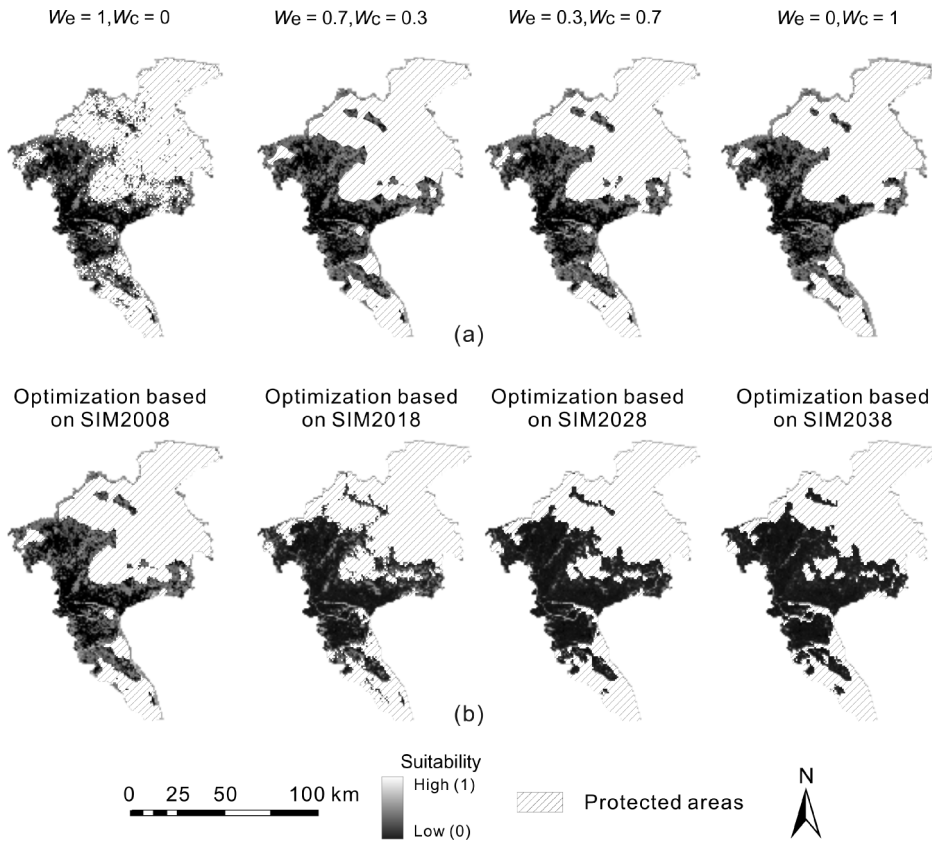 We = 1,Wc = 0
We = 0.7,Wc = 0.3
We = 0.3,Wc = 0.7
We = 0,Wc = 1
(a)
Optimization based
on SIM2008
Optimization based
on SIM2018
Optimization based
on SIM2028
Optimization based
on SIM2038
(b)
0 25 50 100 km
Suitability
High (1)
Low (0)
Protected areas
N